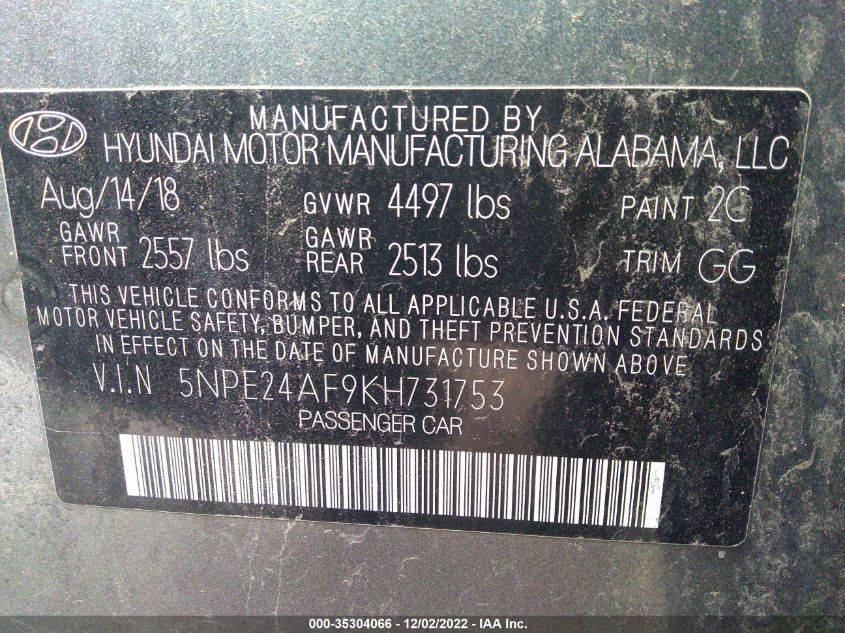 MANUFACTURED BY
HYUNDAI MOTOR MANUFACTURING ALABAMA, LLC
Aug/14/18 GVWR 4497 lbs PAINT 2C
GAWR FRONT 2557 lbs GAWR REAR 2513 lbs TRIM GG
THIS VEHICLE CONFORMS TO ALL APPLICABLE U.S.A. FEDERAL
MOTOR VEHICLE SAFETY, BUMPER, AND THEFT PREVENTION STANDARDS
IN EFFECT ON THE DATE OF MANUFACTURE SHOWN ABOVE
V.I.N 5NPE24AF9KH731753
PASSENGER CAR
000-35304066 - 12/02/2022 - IAA Inc.